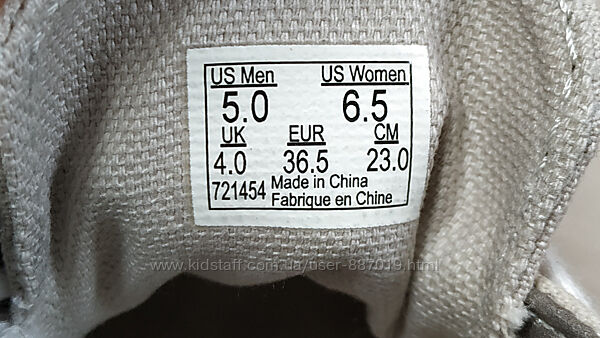 US Men US Women
5.0 6.5
UK EUR CM
4.0 36.5 23.0
721454 Made in China
Fabrique en Chine
www.kidstaff.com.ua/user-887019.html